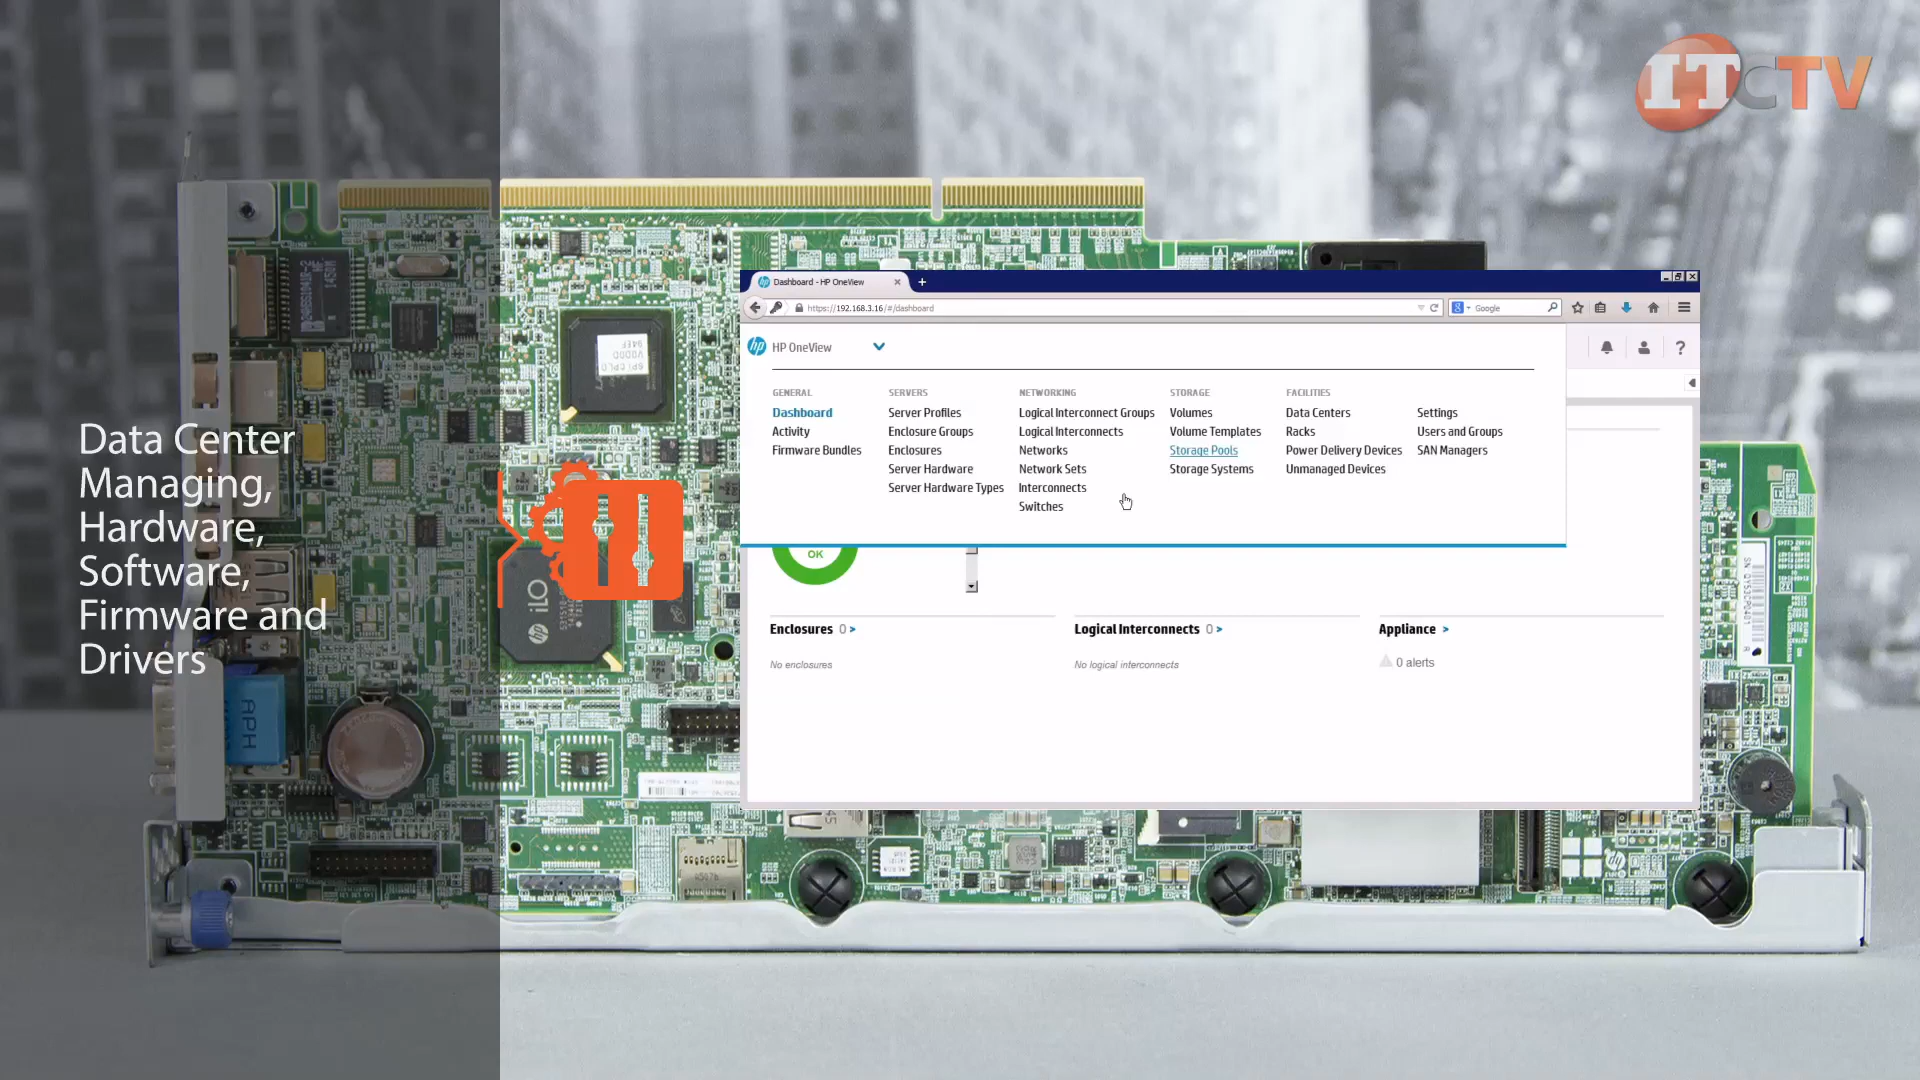 ITcTV
Data Center
Managing,
Hardware,
Software,
Firmware and
Drivers
Dashboard - HP OneView
https://192.168.3.16/#/dashboard
Google
hp HP OneView
GENERAL
Dashboard
Activity
Firmware Bundles
SERVERS
Server Profiles
Enclosure Groups
Enclosures
Server Hardware
Server Hardware Types
NETWORKING
Logical Interconnect Groups
Logical Interconnects
Networks
Network Sets
Interconnects
Switches
STORAGE
Volumes
Volume Templates
Storage Pools
Storage Systems
FACILITIES
Data Centers
Racks
Power Delivery Devices
Unmanaged Devices
Settings
Users and Groups
SAN Managers
OK
Enclosures 0 >
No enclosures
Logical Interconnects 0 >
No logical interconnects
Appliance >
0 alerts
iLO
hp
APH